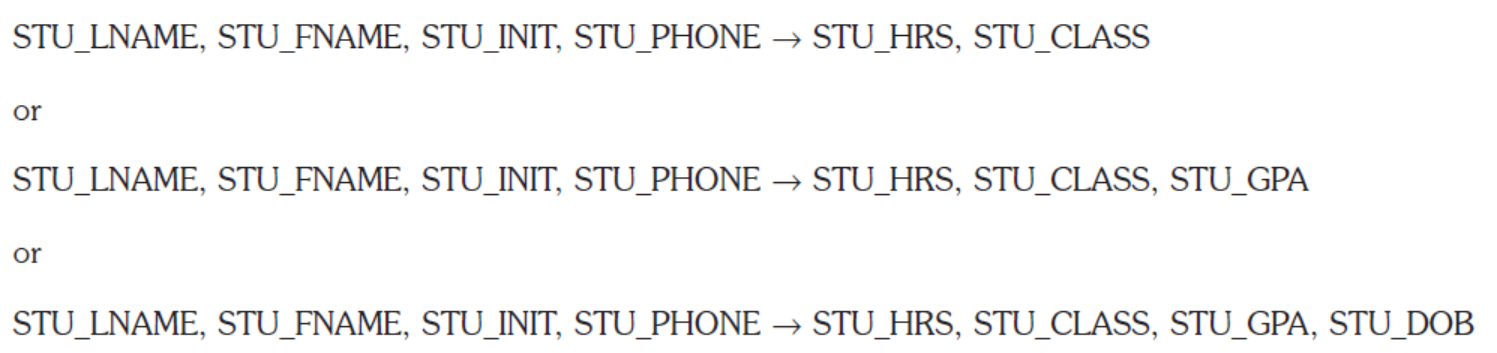 STU_LNAME, STU_FNAME, STU_INIT, STU_PHONE → STU_HRS, STU_CLASS
or
STU_LNAME, STU_FNAME, STU_INIT, STU_PHONE → STU_HRS, STU_CLASS, STU_GPA
or
STU_LNAME, STU_FNAME, STU_INIT, STU_PHONE → STU_HRS, STU_CLASS, STU_GPA, STU_DOB